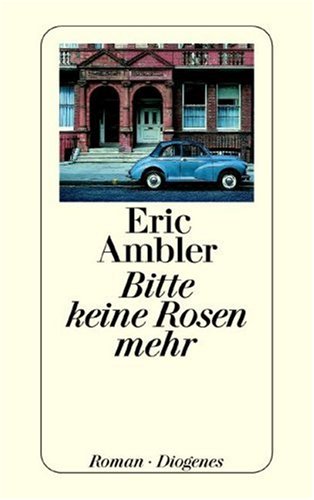 Eric
Ambler
Bitte
keine Rosen
mehr
Roman · Diogenes